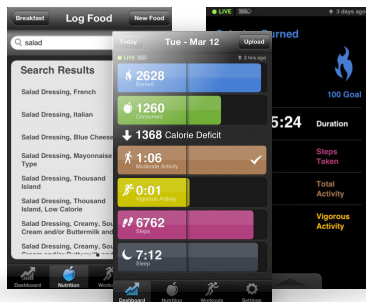 Breakfast
Log Food
New Food
salad
Search Results
Salad Dressing, French
Salad Dressing, Italian
Salad Dressing, Blue Cheese
Salad Dressing, Mayonnaise
Type
Salad Dressing, Thousand
Island
Salad Dressing, Thousand
Island, Low Calorie
Salad Dressing, Creamy, Sou
Cream and/or Buttermilk and
Salad Dressing, Creamy, Sou
Cream and/or Buttermilk and
Dashboard
Nutrition
Today
Tue - Mar 12
Upload
LIVE
2 hrs ago
2628
Burned
1260
Consumed
1368 Calorie Deficit
1:06
Moderate Activity
0:01
Vigorous Activity
6762
Steps
7:12
Sleep
Dashboard
Nutrition
Workouts
Settings
LIVE
3 days ago
Burned
100 Goal
5:24
Duration
Steps
Taken
Total
Activity
Vigorous
Activity